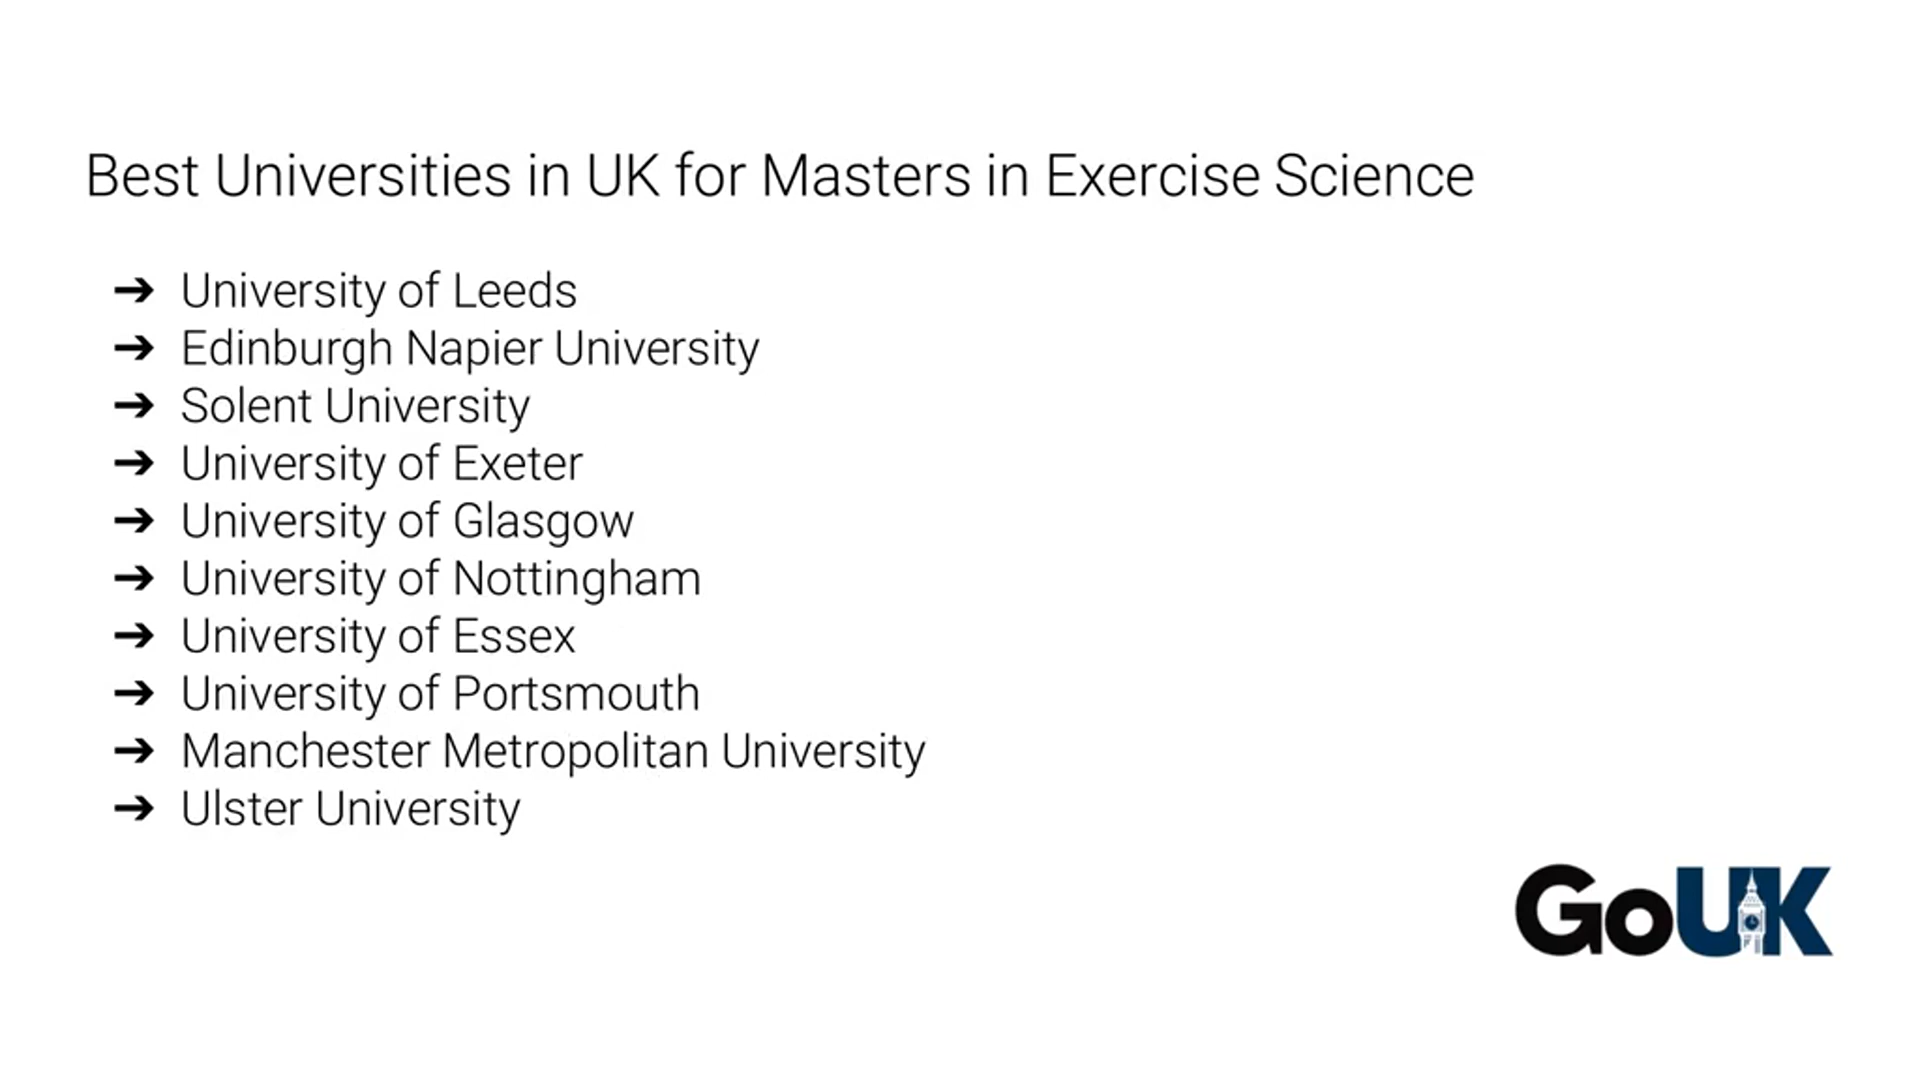 Best Universities in UK for Masters in Exercise Science
➔ University of Leeds
➔ Edinburgh Napier University
➔ Solent University
➔ University of Exeter
➔ University of Glasgow
➔ University of Nottingham
➔ University of Essex
➔ University of Portsmouth
➔ Manchester Metropolitan University
➔ Ulster University
GoUK